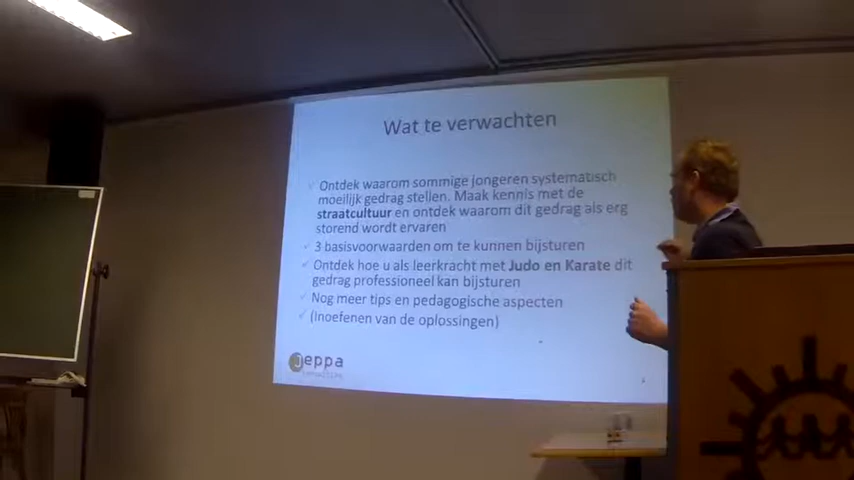 Wat te verwachten
Ontdek waarom sommige jongeren systematisch
moeilijk gedrag stellen. Maak kennis met de
straatcultuur en ontdek waarom dit gedrag als erg
storend wordt ervaren
3 basisvoorwaarden om te kunnen bijsturen
Ontdek hoe u als leerkracht met Judo en Karate dit
gedrag professioneel kan bijsturen
Nog meer tips en pedagogische aspecten
(Inoefenen van de oplossingen)
Jeppa